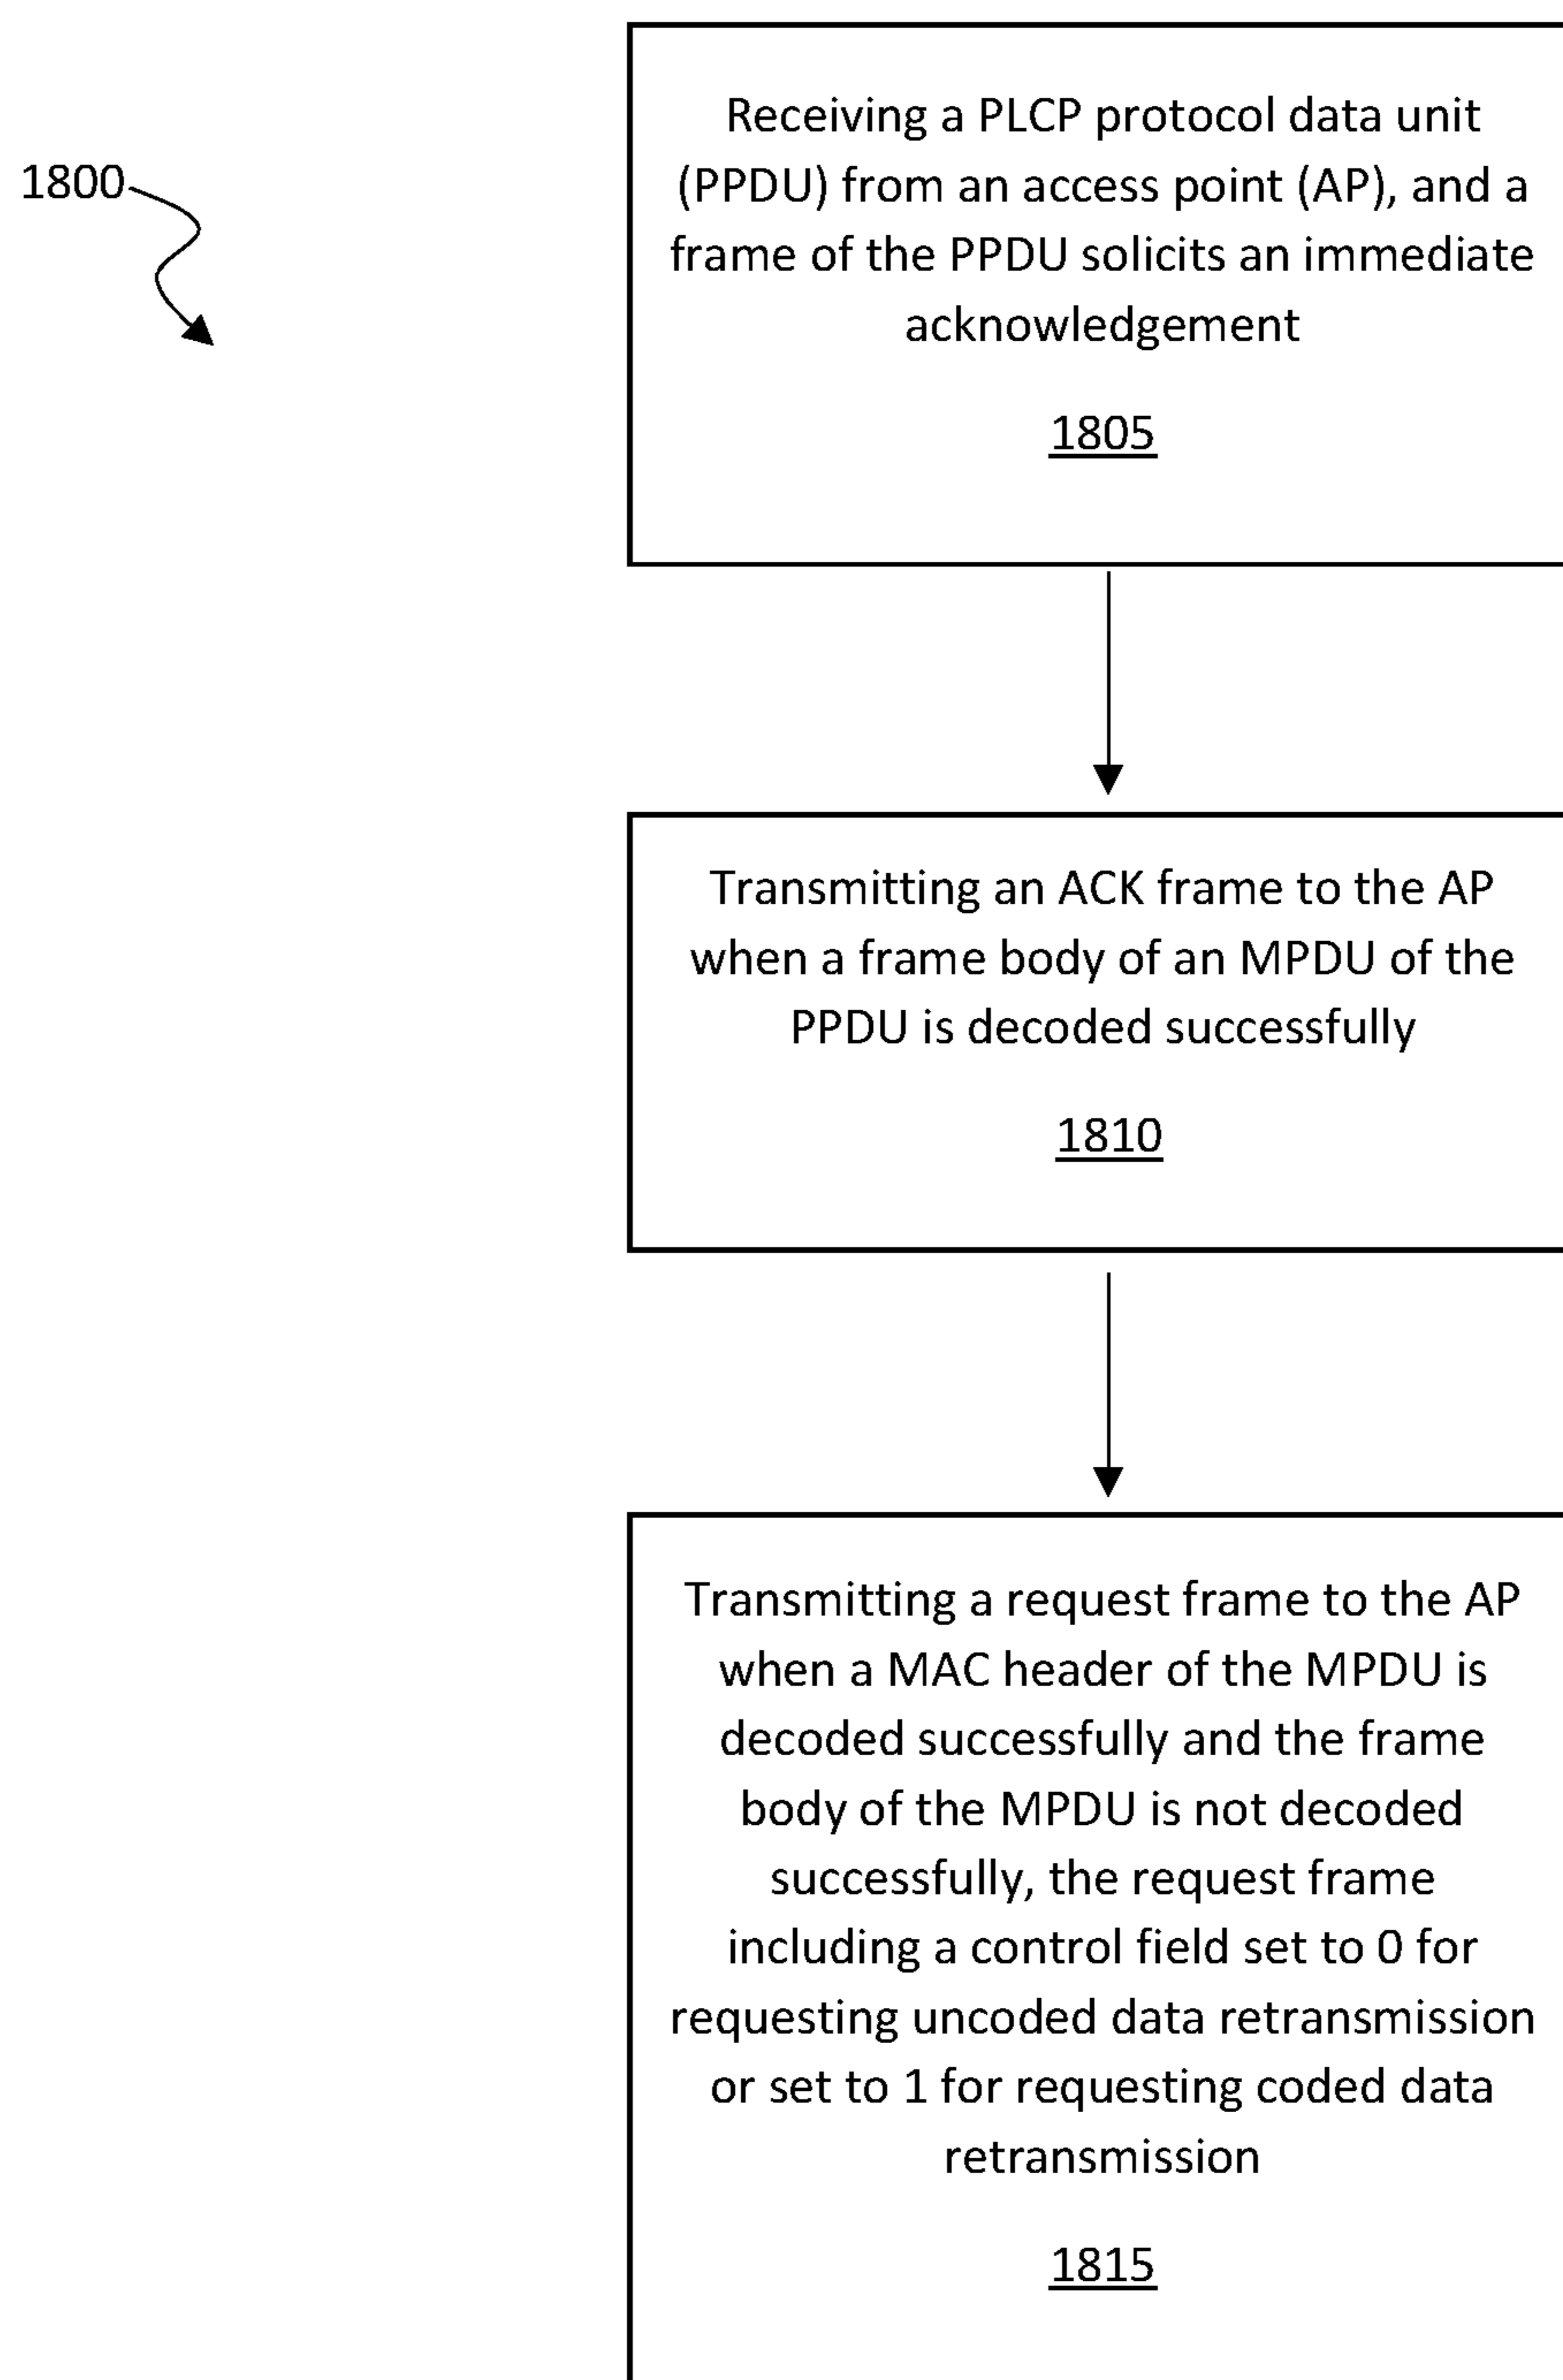 Receiving a PLCP protocol data unit
(PPDU) from an access point (AP), and a
frame of the PPDU solicits an immediate
acknowledgement
1805
1800
Transmitting an ACK frame to the AP
when a frame body of an MPDU of the
PPDU is decoded successfully
1810
Transmitting a request frame to the AP
when a MAC header of the MPDU is
decoded successfully and the frame
body of the MPDU is not decoded
successfully, the request frame
including a control field set to 0 for
requesting uncoded data retransmission
or set to 1 for requesting coded data
retransmission
1815